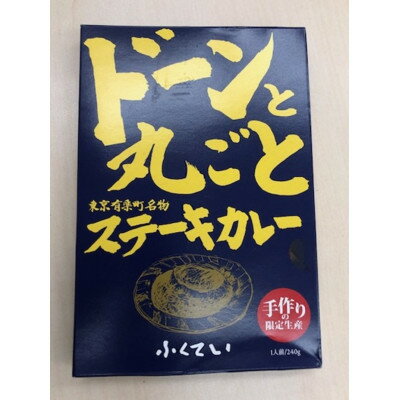 ドーンと
丸ごと
東京有楽町名物
ステーキカレー
手作り
の
限定生産
ふくてい
1人前/240g